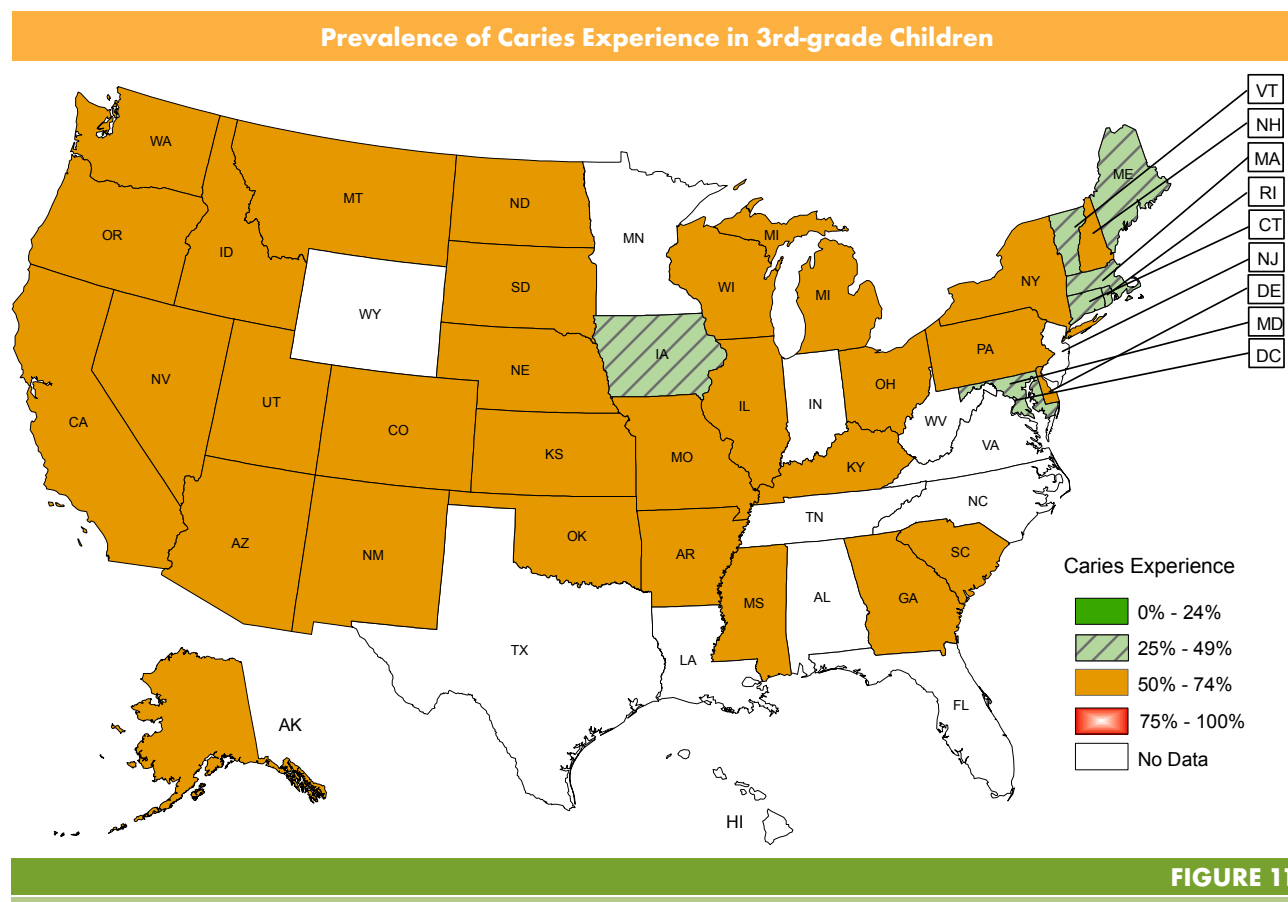 Prevalence of Caries Experience in 3rd-grade Children
VT
NH
MA
RI
CT
NJ
DE
MD
DC
WA
MT
ND
MN
ME
OR
ID
SD
WI
MI
MI
NY
WY
IA
PA
NV
UT
NE
IL
IN
OH
CA
CO
KS
MO
KY
WV
VA
AZ
NM
OK
AR
TN
NC
SC
MS
AL
GA
TX
LA
FL
AK
HI
Caries Experience
0% - 24%
25% - 49%
50% - 74%
75% - 100%
No Data
FIGURE 11